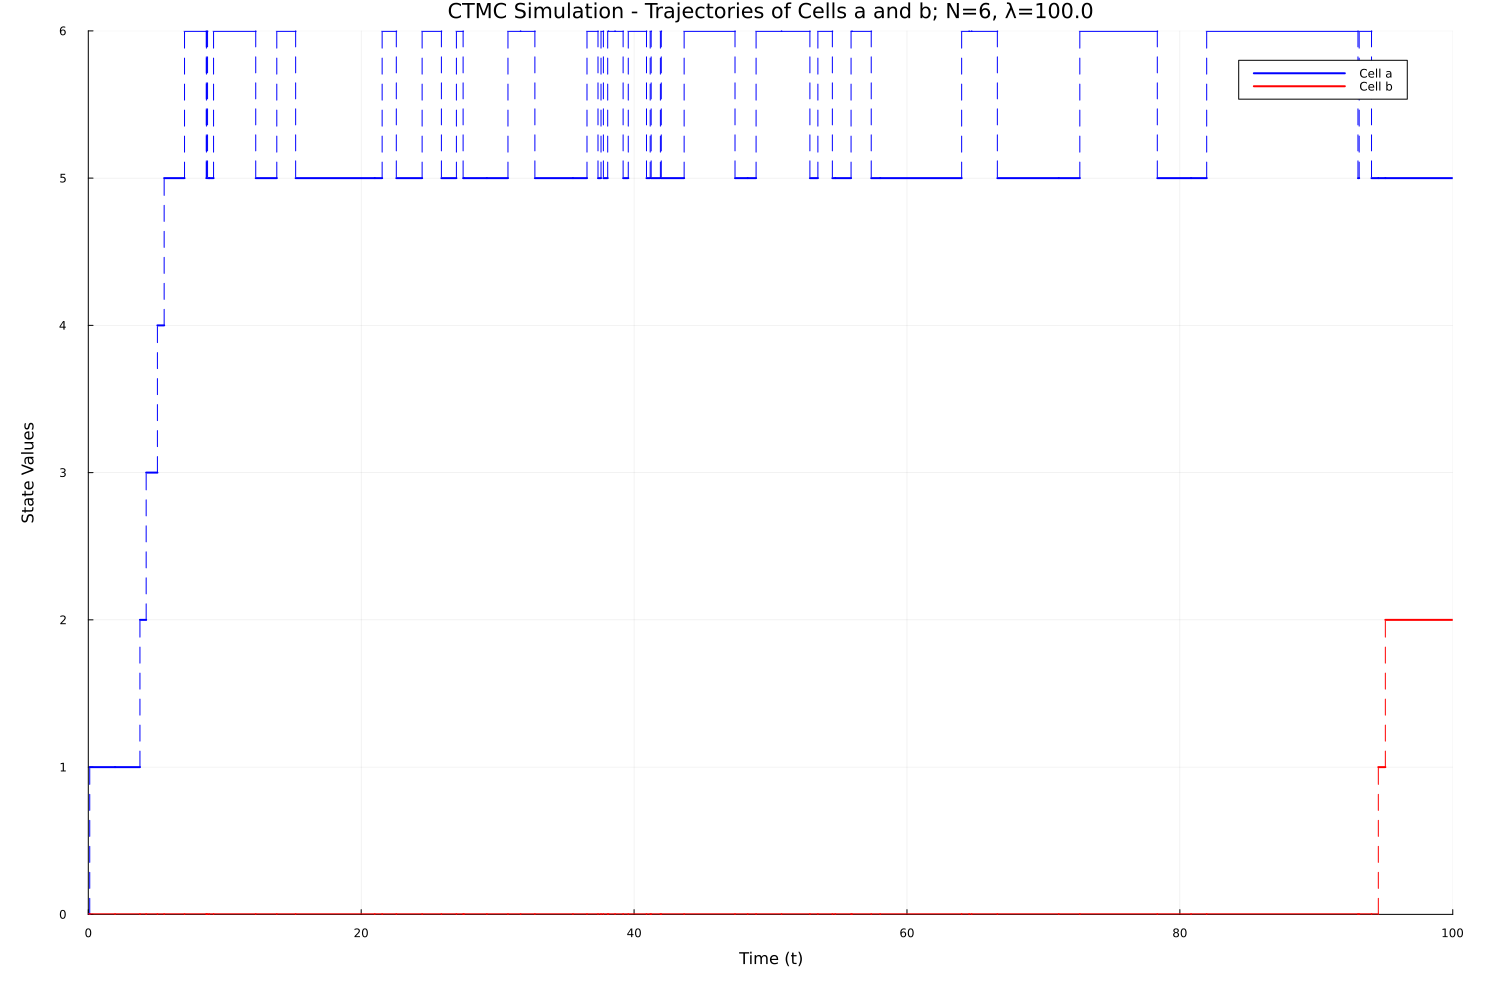 CTMC Simulation - Trajectories of Cells a and b; N=6, λ=100.0
6
Cell a
Cell b
5
4
State Values
3
2
1
0
0 20 40 60 80 100
Time (t)